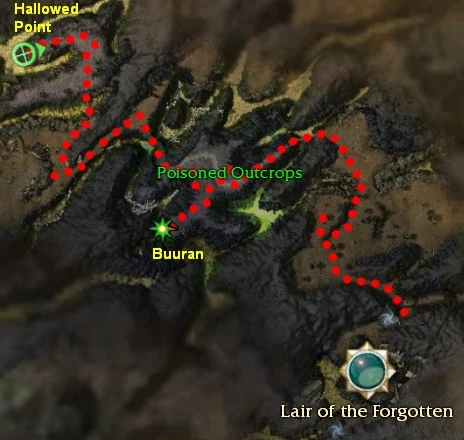 Hallowed
Point
Poisoned Outcrops
Buuran
Lair of the Forgotten